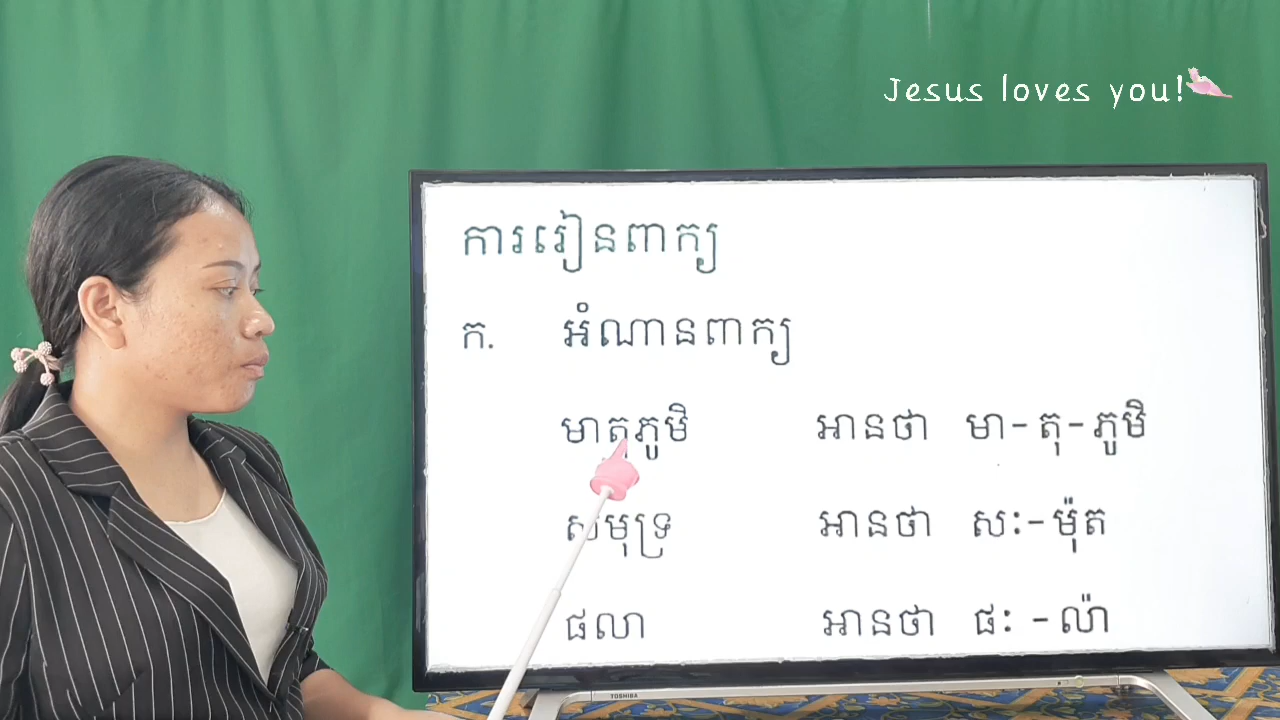 Jesus loves you!
ការរៀនពាក្យ
ក. អំណានពាក្យ
មាតុភូមិ អានថា មា-តុ-ភូមិ
សមុទ្រ អានថា សៈ-ម៉ុត
ផលា អានថា ផៈ -ល៉ា
TOSHIBA